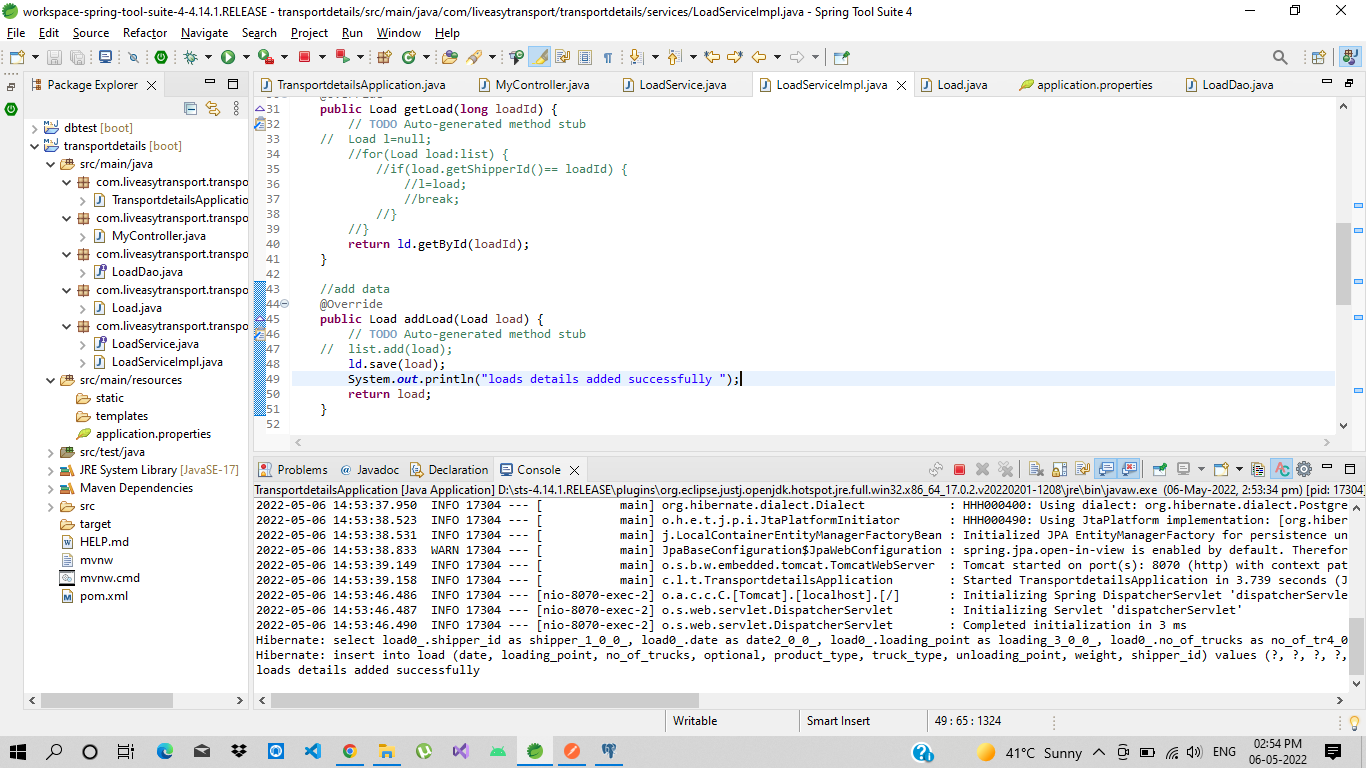 workspace-spring-tool-suite-4-4.14.1.RELEASE - transportdetails/src/main/java/com/liveasytransport/transportdetails/services/LoadServiceImpl.java - Spring Tool Suite 4
File Edit Source Refactor Navigate Search Project Run Window Help
Package Explorer
TransportdetailsApplication.java MyController.java LoadService.java LoadServiceImpl.java Load.java application.properties LoadDao.java
dbtest [boot]
transportdetails [boot]
src/main/java
com.liveasytransport.transpo
TransportdetailsApplicatio
com.liveasytransport.transpo
MyController.java
com.liveasytransport.transpo
LoadDao.java
com.liveasytransport.transpo
Load.java
com.liveasytransport.transpo
LoadService.java
LoadServiceImpl.java
src/main/resources
static
templates
application.properties
src/test/java
JRE System Library [JavaSE-17]
Maven Dependencies
src
target
HELP.md
mvnw
mvnw.cmd
pom.xml
31 public Load getLoad(long loadId) {
32 // TODO Auto-generated method stub
33 // Load l=null;
34 //for(Load load:list) {
35 //if(load.getShipperId()== loadId) {
36 //l=load;
37 //break;
38 //}
39 //}
40 return ld.getById(loadId);
41 }
42
43 //add data
44 @Override
45 public Load addLoad(Load load) {
46 // TODO Auto-generated method stub
47 // list.add(load);
48 ld.save(load);
49 System.out.println("loads details added successfully ");
50 return load;
51 }
52
Problems Javadoc Declaration Console
TransportdetailsApplication [Java Application] D:\sts-4.14.1.RELEASE\plugins\org.eclipse.justj.openjdk.hotspot.jre.full.win32.x86_64_17.0.2.v20220201-1208\jre\bin\javaw.exe (06-May-2022, 2:53:34 pm) [pid: 17304]
2022-05-06 14:53:37.950 INFO 17304 --- [ main] org.hibernate.dialect.Dialect : HHH000400: Using dialect: org.hibernate.dialect.Postgre
2022-05-06 14:53:38.523 INFO 17304 --- [ main] o.h.e.t.j.p.i.JtaPlatformInitiator : HHH000490: Using JtaPlatform implementation: [org.hiber
2022-05-06 14:53:38.531 INFO 17304 --- [ main] j.LocalContainerEntityManagerFactoryBean : Initialized JPA EntityManagerFactory for persistence un
2022-05-06 14:53:38.833 WARN 17304 --- [ main] JpaBaseConfiguration$JpaWebConfiguration : spring.jpa.open-in-view is enabled by default. Therefor
2022-05-06 14:53:39.149 INFO 17304 --- [ main] o.s.b.w.embedded.tomcat.TomcatWebServer : Tomcat started on port(s): 8070 (http) with context pat
2022-05-06 14:53:39.158 INFO 17304 --- [ main] c.l.t.TransportdetailsApplication : Started TransportdetailsApplication in 3.739 seconds (J
2022-05-06 14:53:46.486 INFO 17304 --- [nio-8070-exec-2] o.a.c.c.C.[Tomcat].[localhost].[/] : Initializing Spring DispatcherServlet 'dispatcherServle
2022-05-06 14:53:46.487 INFO 17304 --- [nio-8070-exec-2] o.s.web.servlet.DispatcherServlet : Initializing Servlet 'dispatcherServlet'
2022-05-06 14:53:46.490 INFO 17304 --- [nio-8070-exec-2] o.s.web.servlet.DispatcherServlet : Completed initialization in 3 ms
Hibernate: select load0_.shipper_id as shipper_1_0_0_, load0_.date as date2_0_0_, load0_.loading_point as loading_3_0_0_, load0_.no_of_trucks as no_of_tr4_0
Hibernate: insert into load (date, loading_point, no_of_trucks, optional, product_type, truck_type, unloading_point, weight, shipper_id) values (?, ?, ?, ?,
loads details added successfully
Writable Smart Insert 49 : 65 : 1324
41°C Sunny ENG 02:54 PM
06-05-2022